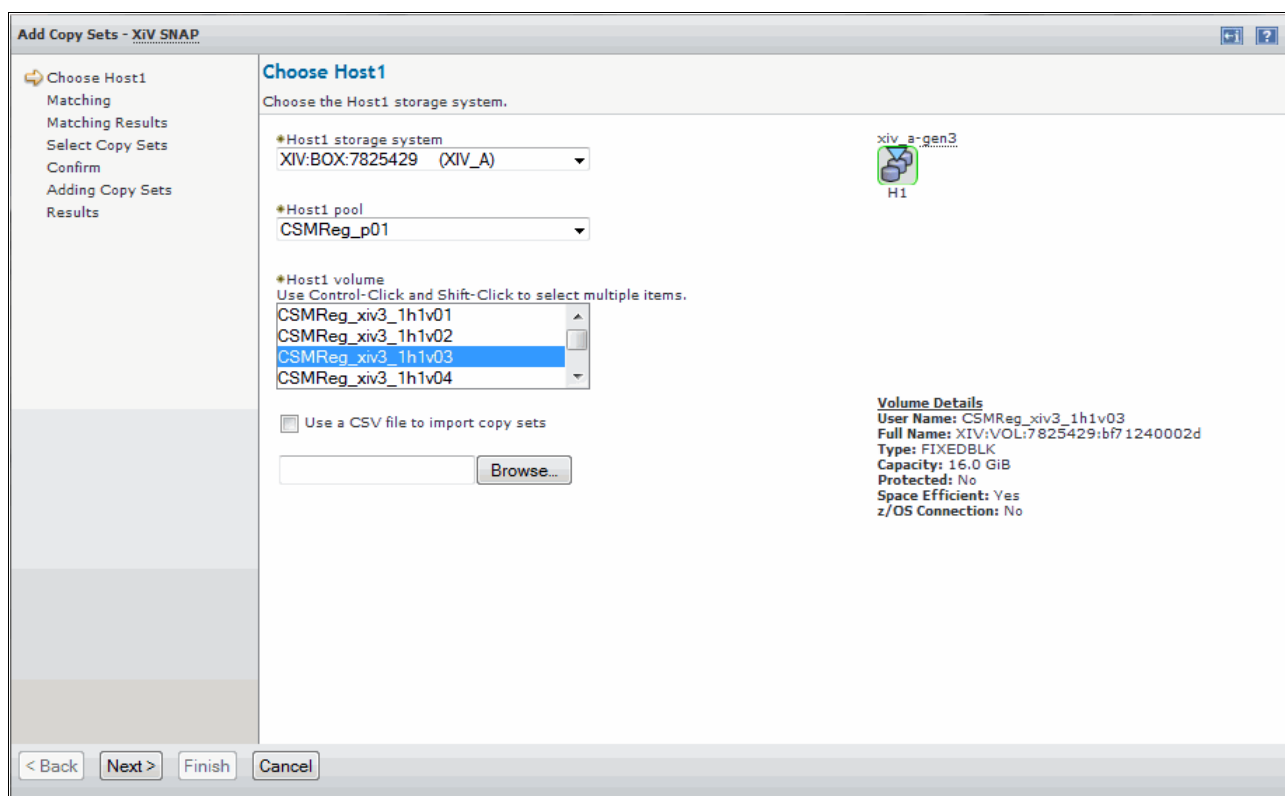 Add Copy Sets - XiV SNAP
Choose Host1
Matching
Matching Results
Select Copy Sets
Confirm
Adding Copy Sets
Results
Choose Host1
Choose the Host1 storage system.
*Host1 storage system
XIV:BOX:7825429 (XIV_A)
*Host1 pool
CSMReg_p01
*Host1 volume
Use Control-Click and Shift-Click to select multiple items.
CSMReg_xiv3_1h1v01
CSMReg_xiv3_1h1v02
CSMReg_xiv3_1h1v03
CSMReg_xiv3_1h1v04
Use a CSV file to import copy sets
Browse...
xiv_a-gen3
H1
Volume Details
User Name: CSMReg_xiv3_1h1v03
Full Name: XIV:VOL:7825429:bf71240002d
Type: FIXEDBLK
Capacity: 16.0 GiB
Protected: No
Space Efficient: Yes
z/OS Connection: No
< Back
Next >
Finish
Cancel